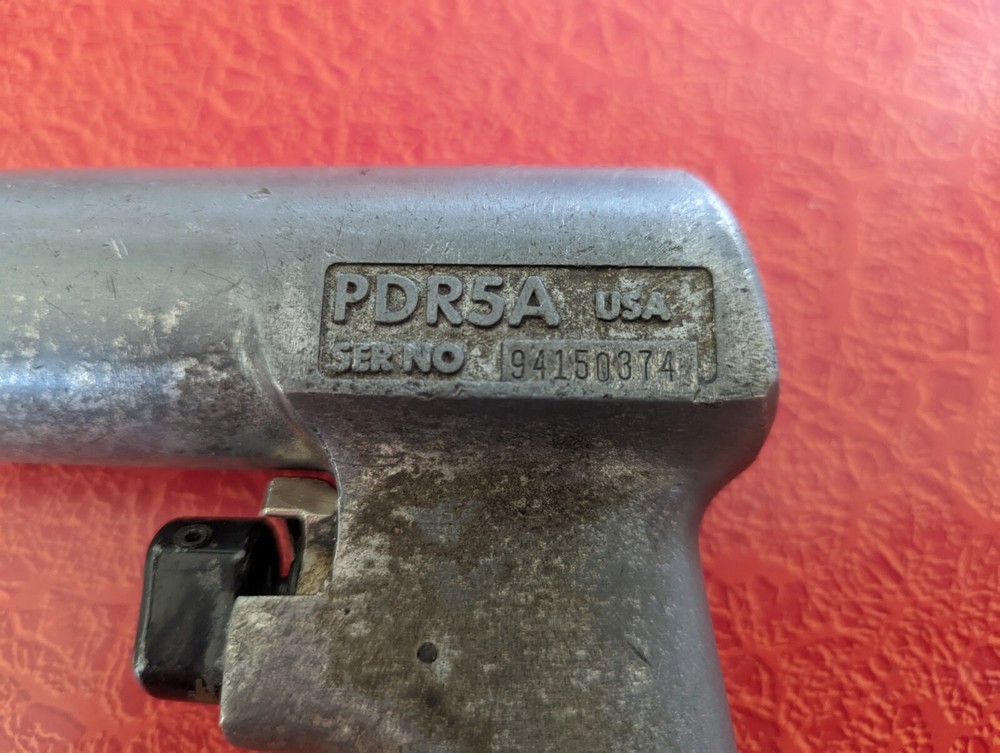 PDR5A USA
SER NO 94150374